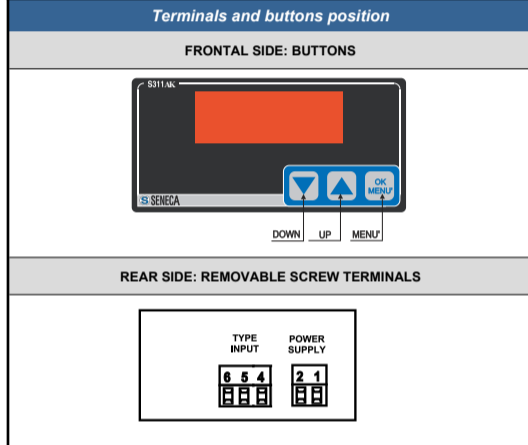 Terminals and buttons position
FRONTAL SIDE: BUTTONS
S311AK
OK
MENU'
S SENECA
DOWN UP MENU'
REAR SIDE: REMOVABLE SCREW TERMINALS
TYPE
INPUT
POWER
SUPPLY
6 5 4
2 1